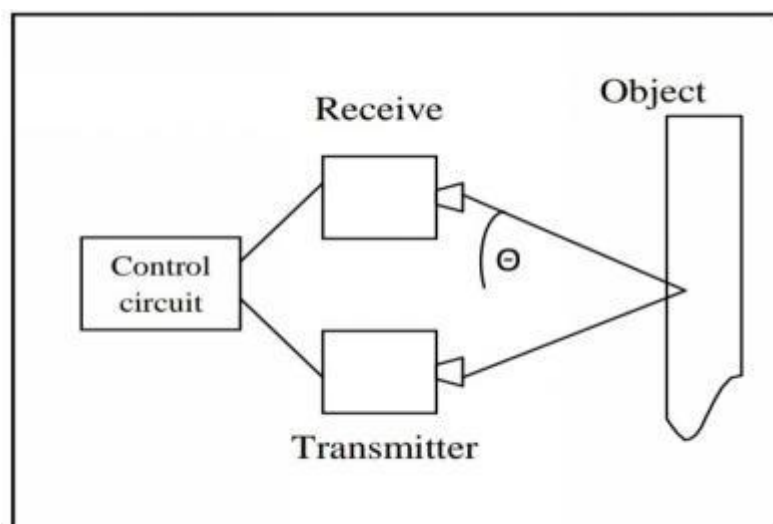 Receive
Object
Control
circuit
Θ
Transmitter